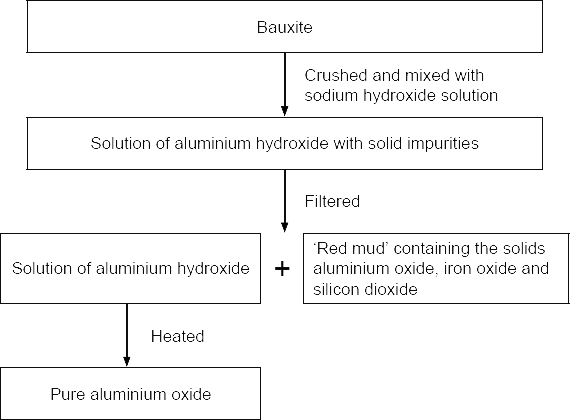 Bauxite
Crushed and mixed with
sodium hydroxide solution
Solution of aluminium hydroxide with solid impurities
Filtered
Solution of aluminium hydroxide
+
‘Red mud’ containing the solids
aluminium oxide, iron oxide and
silicon dioxide
Heated
Pure aluminium oxide